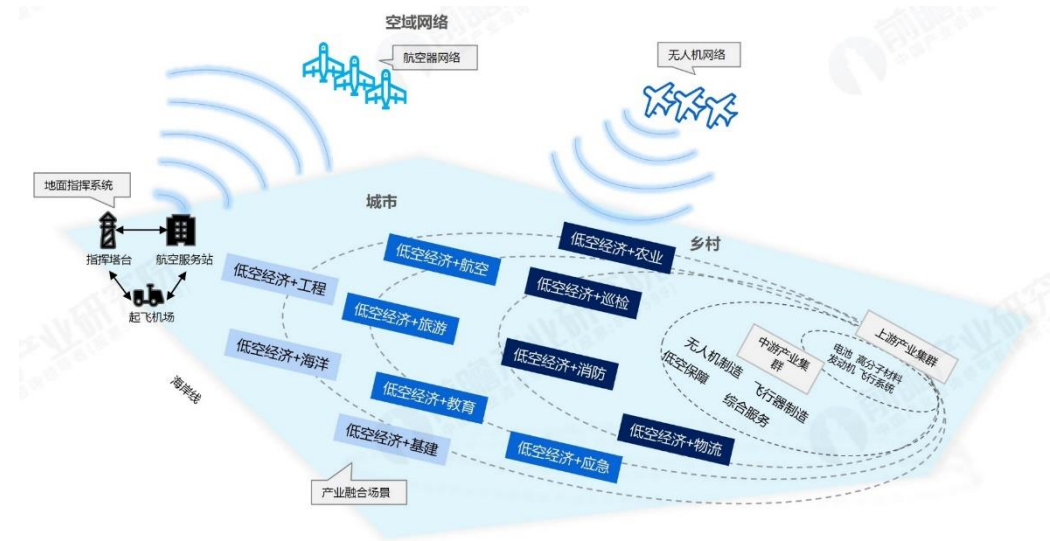 空域网络
航空器网络
无人机网络
地面指挥系统
指挥塔台
航空服务站
起飞机场
城市
乡村
海岸线
低空经济+工程
低空经济+海洋
低空经济+基建
低空经济+航空
低空经济+旅游
低空经济+教育
低空经济+应急
低空经济+农业
低空经济+巡检
低空经济+消防
低空经济+物流
无人机制造
低空保障
飞行器制造
综合服务
中游产业集
群
上游产业集群
电池 高分子材料
发动机 飞行系统
产业融合场景